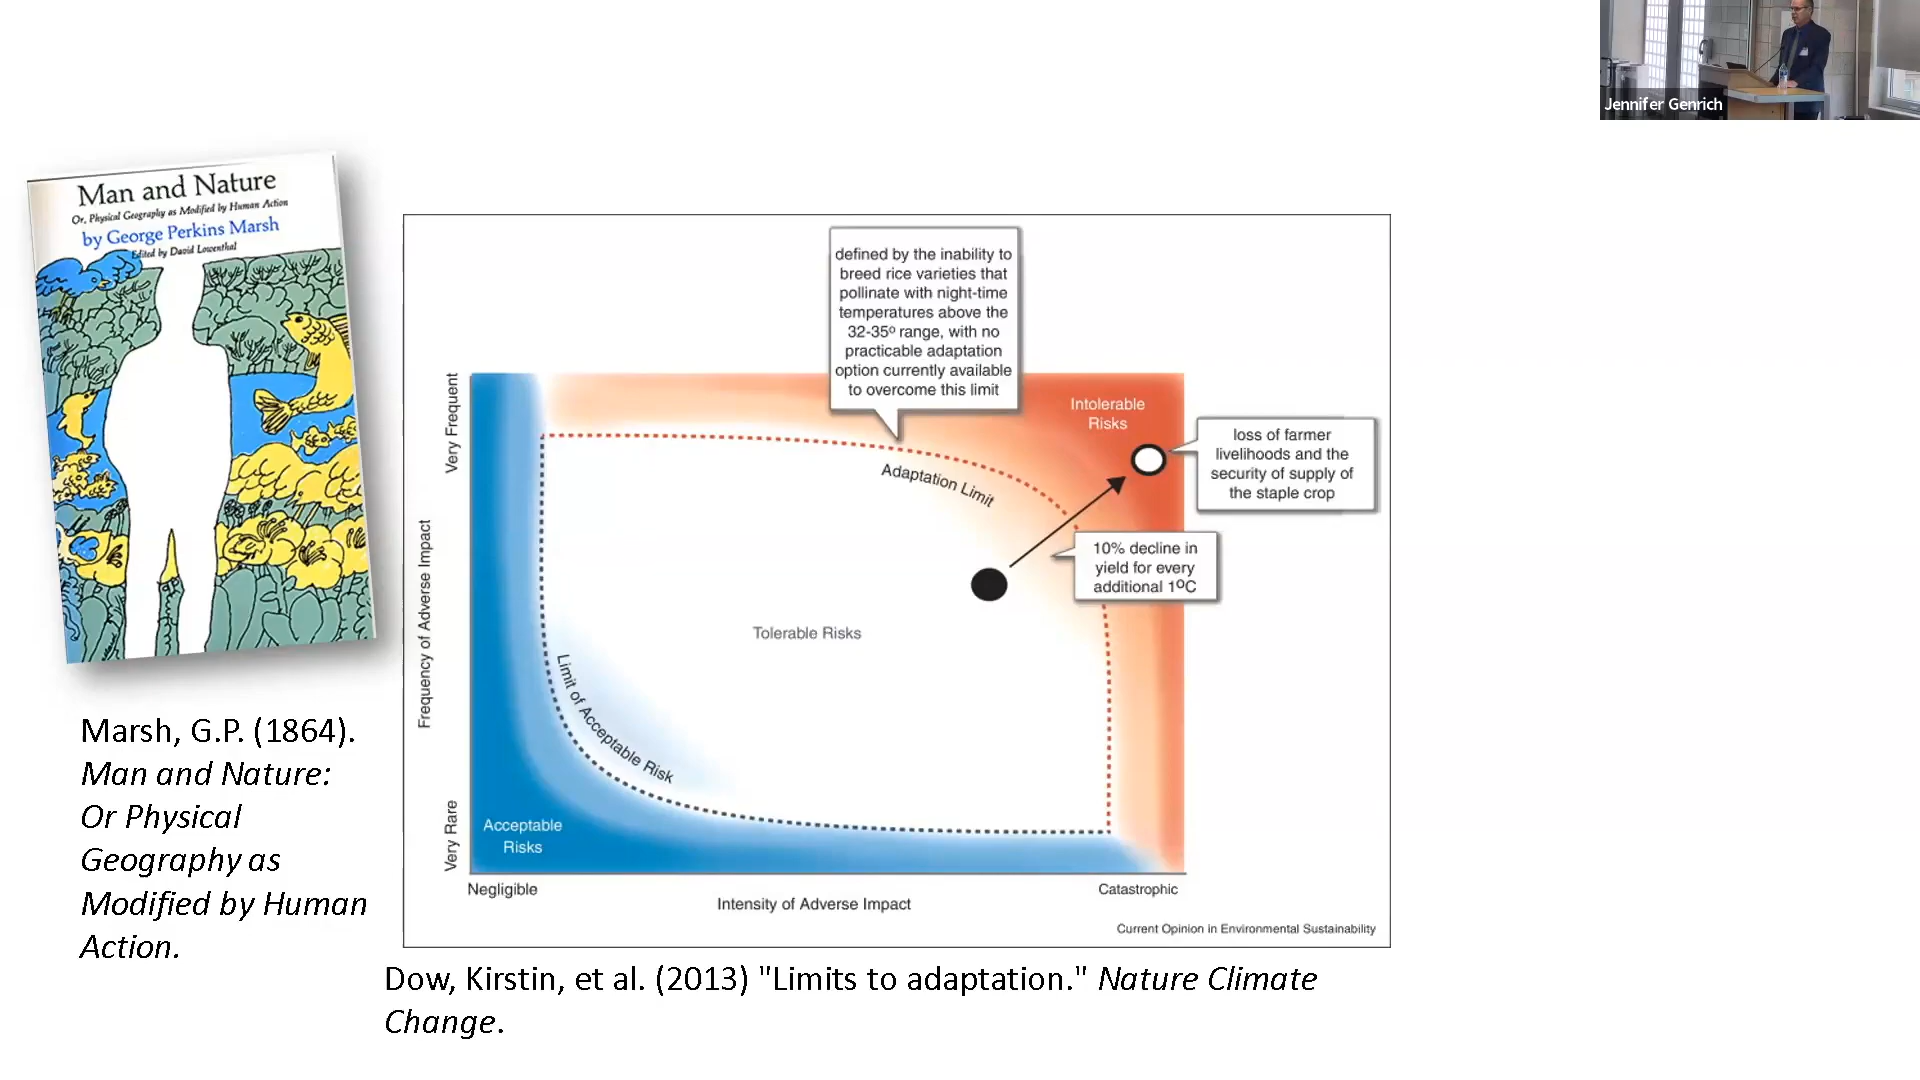 Jennifer Genrich
Man and Nature
Or, Physical Geography as Modified by Human Action
by George Perkins Marsh
Edited by David Lowenthal
Marsh, G.P. (1864).
Man and Nature:
Or Physical
Geography as
Modified by Human
Action.
defined by the inability to
breed rice varieties that
pollinate with night-time
temperatures above the
32-35º range, with no
practicable adaptation
option currently available
to overcome this limit
Very Frequent
Frequency of Adverse Impact
Very Rare
Intolerable
Risks
loss of farmer
livelihoods and the
security of supply of
the staple crop
Adaptation Limit
10% decline in
yield for every
additional 1ºC
Tolerable Risks
Limit of Acceptable Risk
Acceptable
Risks
Negligible
Catastrophic
Intensity of Adverse Impact
Current Opinion in Environmental Sustainability
Dow, Kirstin, et al. (2013) "Limits to adaptation." Nature Climate
Change.